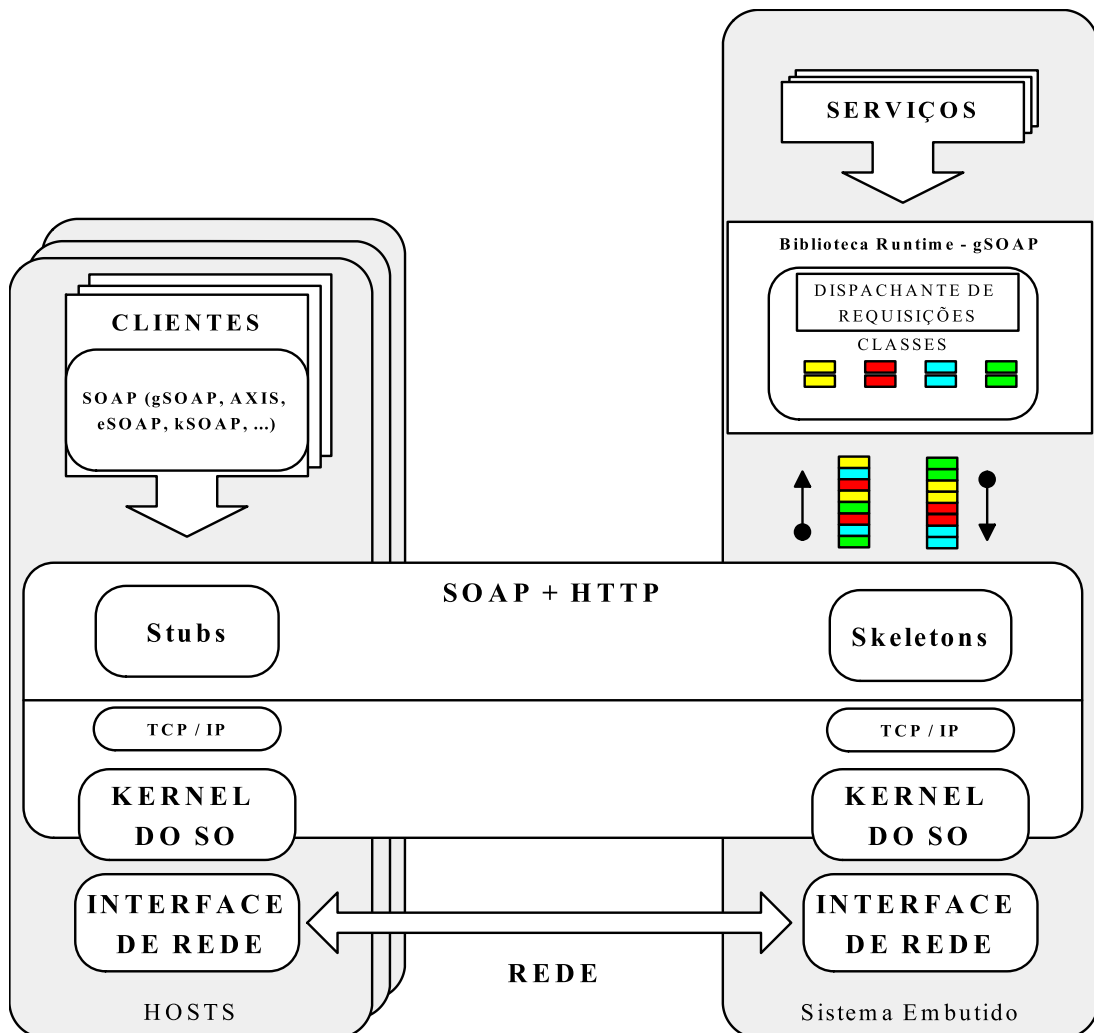 SERVIÇOS
Biblioteca Runtime - gSOAP
DISPACHANTE DE
REQUISIÇÕES
CLASSES
CLIENTES
SOAP (gSOAP, AXIS,
eSOAP, kSOAP, ...)
SOAP + HTTP
Stubs
Skeletons
TCP / IP
TCP / IP
KERNEL
DO SO
KERNEL
DO SO
INTERFACE
DE REDE
INTERFACE
DE REDE
REDE
HOSTS
Sistema Embutido